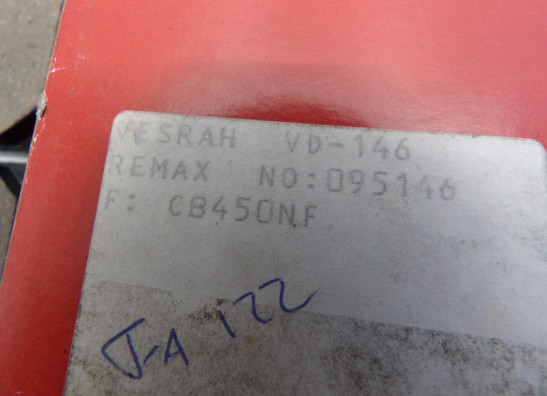 VESRAH VD-146
REMAX NO:095146
F: CB450NF
J-A 122